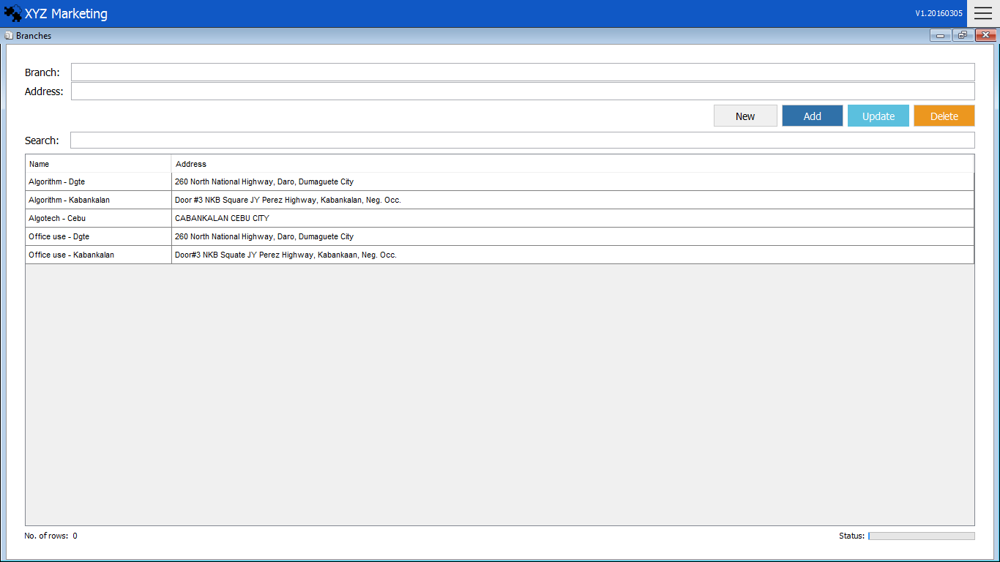 XYZ Marketing V1.20160305
Branches
Branch:
Address:
New Add Update Delete
Search:
Name Address
Algorithm - Dgte 260 North National Highway, Daro, Dumaguete City
Algorithm - Kabankalan Door #3 NKB Square JY Perez Highway, Kabankalan, Neg. Occ.
Algotech - Cebu CABANKALAN CEBU CITY
Office use - Dgte 260 North National Highway, Daro, Dumaguete City
Office use - Kabankalan Door#3 NKB Squate JY Perez Highway, Kabankaan, Neg. Occ.
No. of rows: 0 Status: